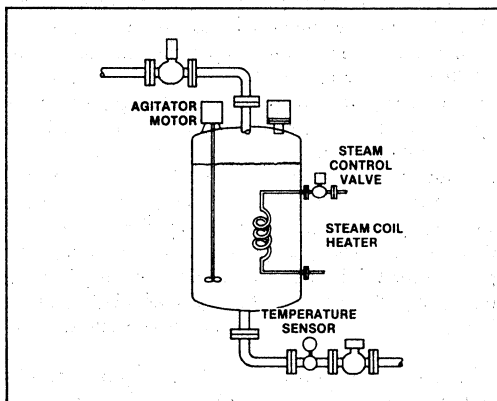 AGITATOR
MOTOR
STEAM
CONTROL
VALVE
STEAM COIL
HEATER
TEMPERATURE
SENSOR